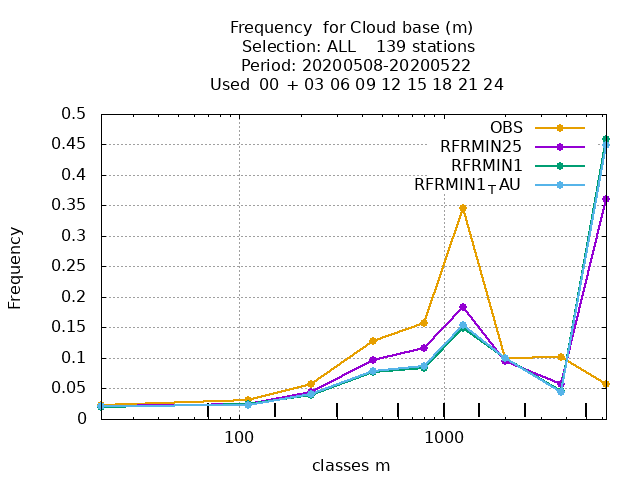 Frequency  for Cloud base (m)
Selection: ALL    139 stations
Period: 20200508-20200522
Used  00 + 03 06 09 12 15 18 21 24
OBS
RFRMIN25
RFRMIN1
RFRMIN1TAU
0.5
0.45
0.4
0.35
0.3
0.25
0.2
0.15
0.1
0.05
0
Frequency
100
1000
classes m